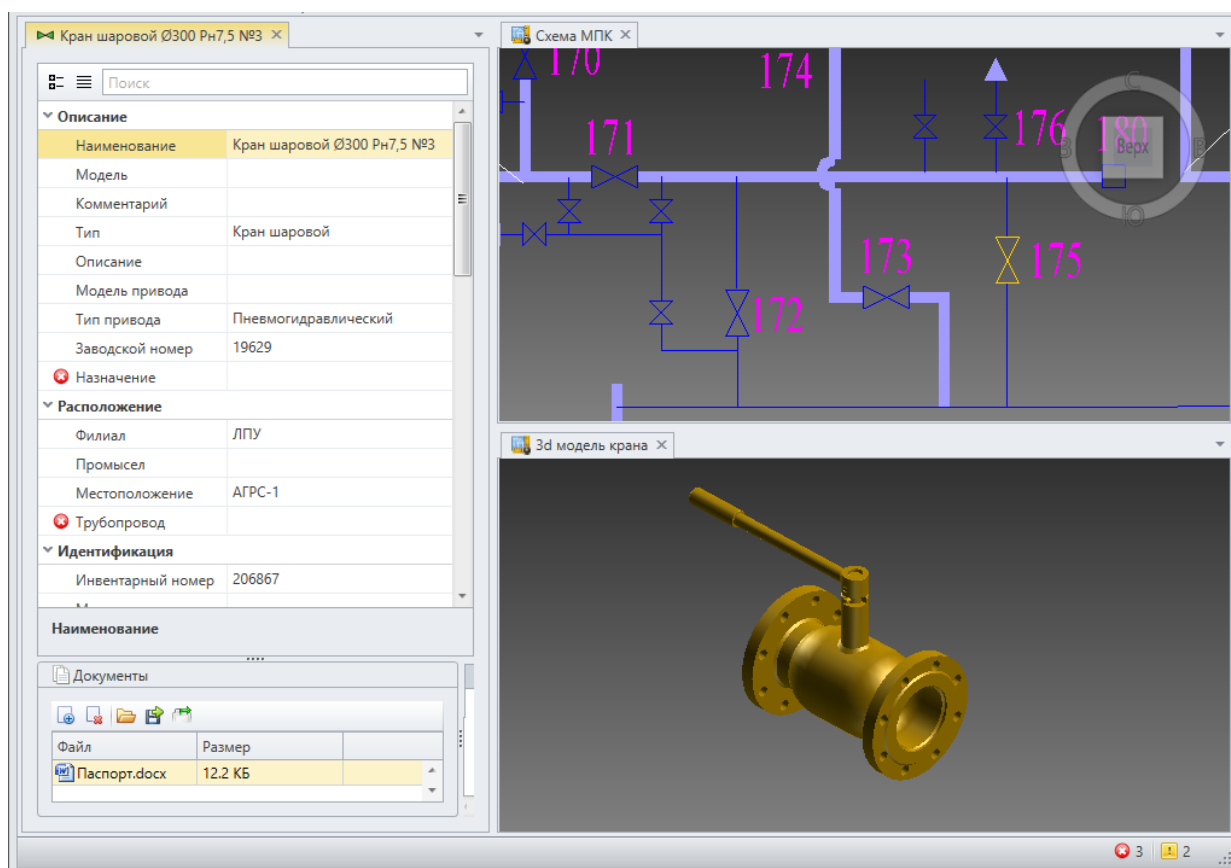 Кран шаровой Ø300 Рн7,5 №3
Поиск
Описание
Наименование Кран шаровой Ø300 Рн7,5 №3
Модель
Комментарий
Тип Кран шаровой
Описание
Модель привода
Тип привода Пневмогидравлический
Заводской номер 19629
Назначение
Расположение
Филиал ЛПУ
Промысел
Местоположение АГРС-1
Трубопровод
Идентификация
Инвентарный номер 206867
Наименование
Документы
Файл Размер
Паспорт.docx 12.2 КБ
Схема МПК
170
174
171
176
180
С
З
Верх
В
Ю
173
175
172
3d модель крана
3
2